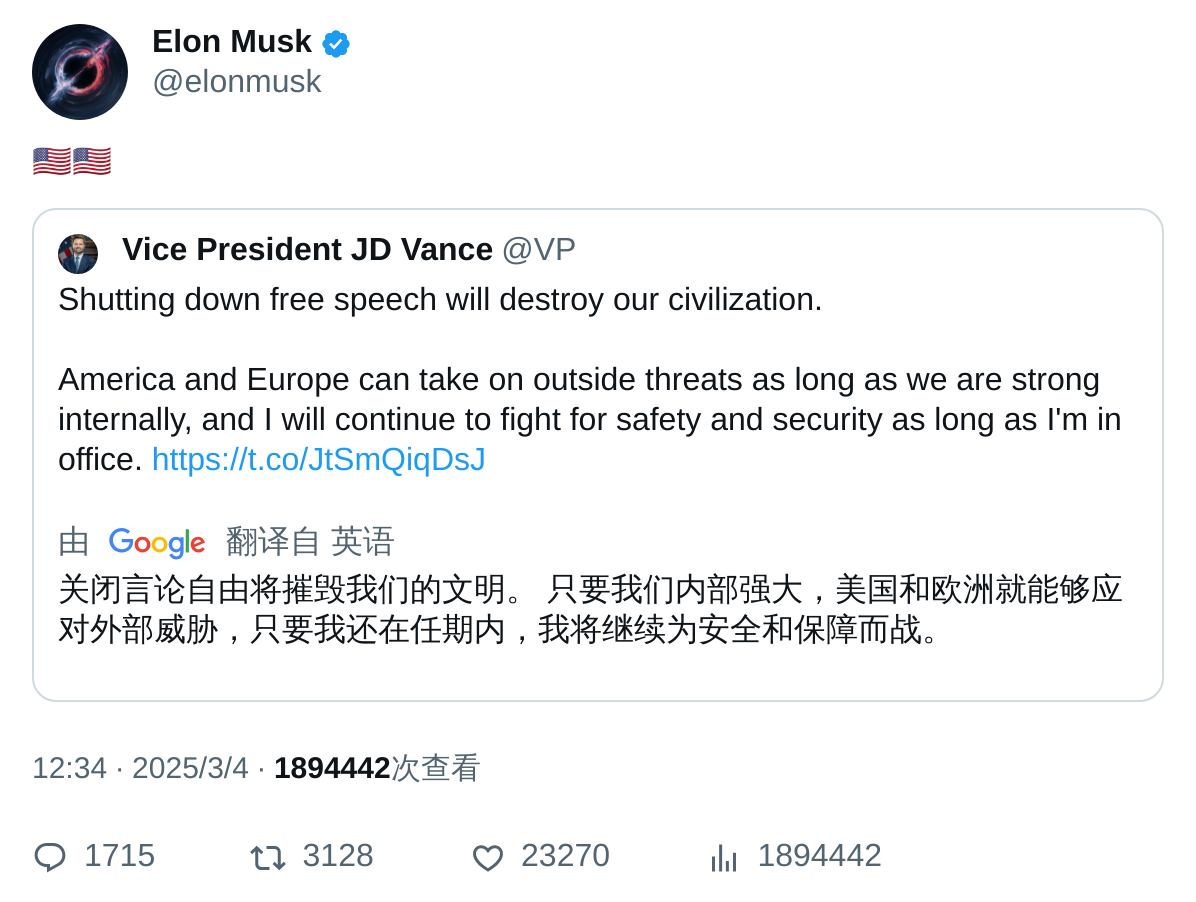 Elon Musk
@elonmusk
🇺🇸🇺🇸
Vice President JD Vance @VP
Shutting down free speech will destroy our civilization.
America and Europe can take on outside threats as long as we are strong
internally, and I will continue to fight for safety and security as long as I'm in
office. https://t.co/JtSmQiqDsJ
由 Google 翻译自 英语
关闭言论自由将摧毁我们的文明。 只要我们内部强大，美国和欧洲就能够应
对外部威胁，只要我还在任期内，我将继续为安全和保障而战。
12:34 · 2025/3/4 · 1894442次查看
1715 3128 23270 1894442